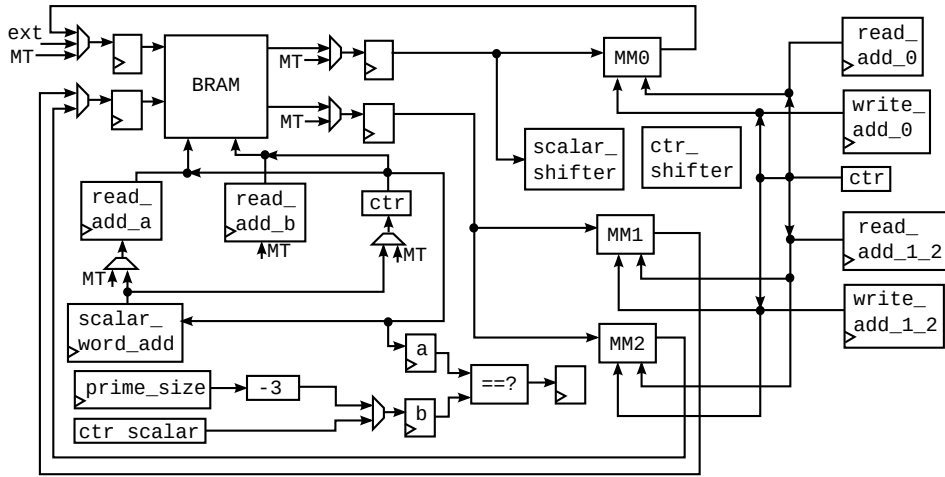 ext
MT
BRAM
MT
MT
MM0
read_
add_0
write_
add_0
scalar_
shifter
ctr_
shifter
ctr
read_
add_a
read_
add_b
MT
ctr
MT
MT
MM1
read_
add_1_2
write_
add_1_2
scalar_
word_add
a
MM2
prime_size
-3
==?
b
ctr scalar